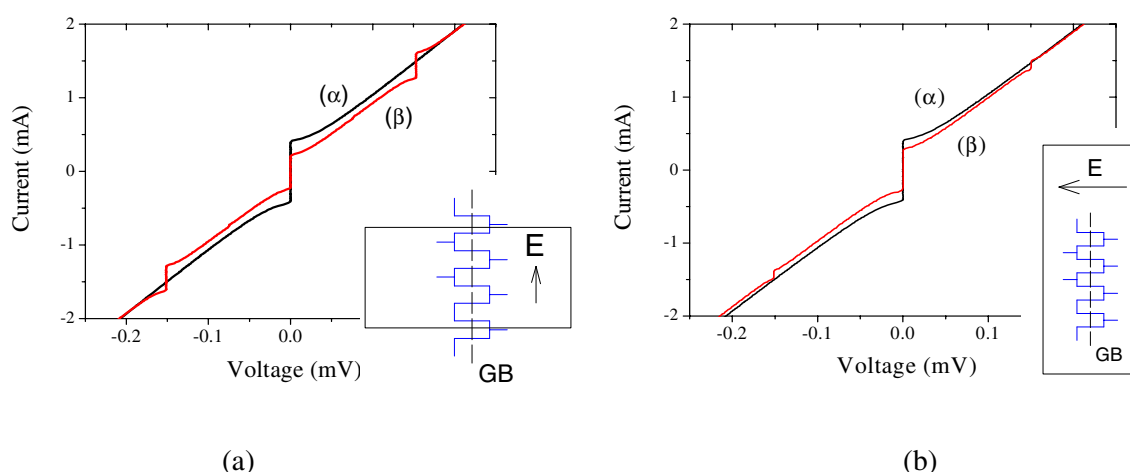 2
1
0
-1
-2
Current (mA)
(α)
(β)
E
GB
-0.2
-0.1
0.0
Voltage (mV)
(a)
2
1
0
-1
-2
Current (mA)
(α)
(β)
E
GB
-0.2
-0.1
0.0
0.1
Voltage (mV)
(b)